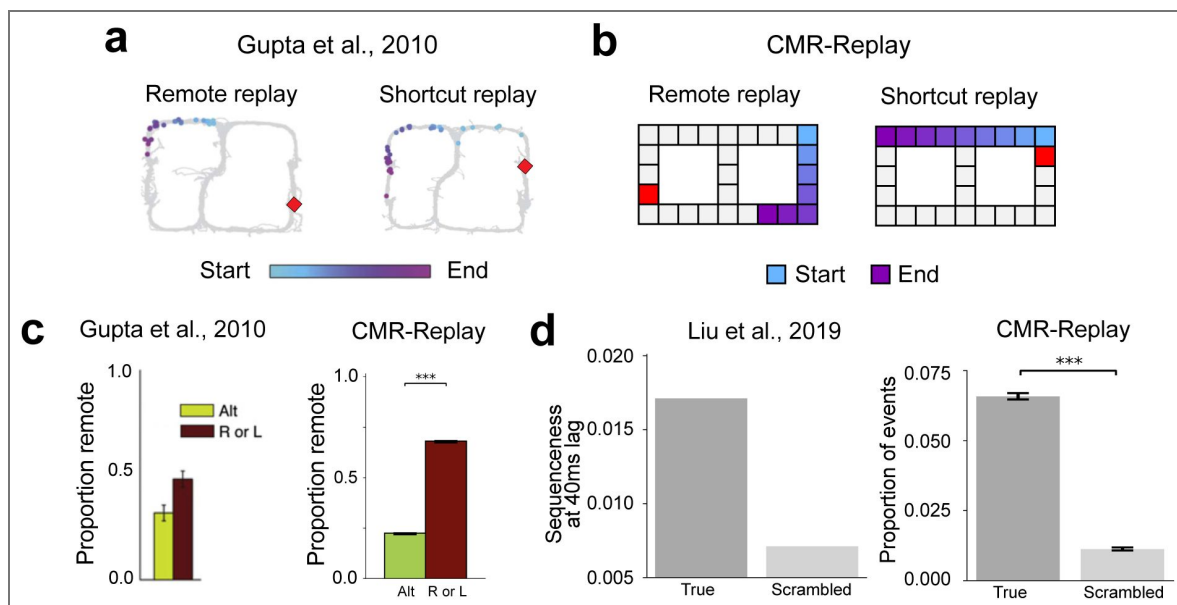 a
Gupta et al., 2010
Remote replay
Shortcut replay
Start
End
b
CMR-Replay
Remote replay
Shortcut replay
Start
End
c
Gupta et al., 2010
Proportion remote
1.0
0.5
0.0
Alt
R or L
CMR-Replay
Proportion remote
1.0
0.5
0.0
***
Alt
R or L
d
Liu et al., 2019
Sequenceness
at 40ms lag
0.020
0.015
0.010
0.005
True
Scrambled
CMR-Replay
Proportion of events
0.075
0.050
0.025
0.000
***
True
Scrambled